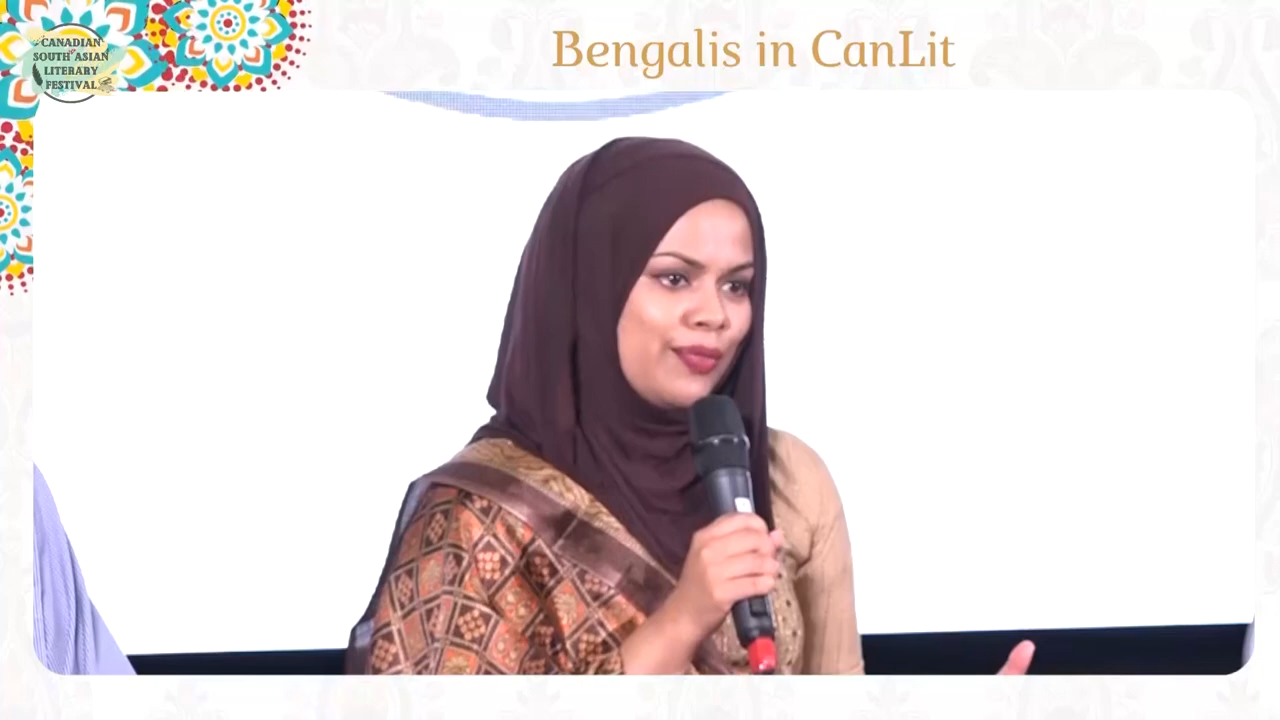 CANADIAN
SOUTH ASIAN
LITERARY
FESTIVAL
Bengalis in CanLit